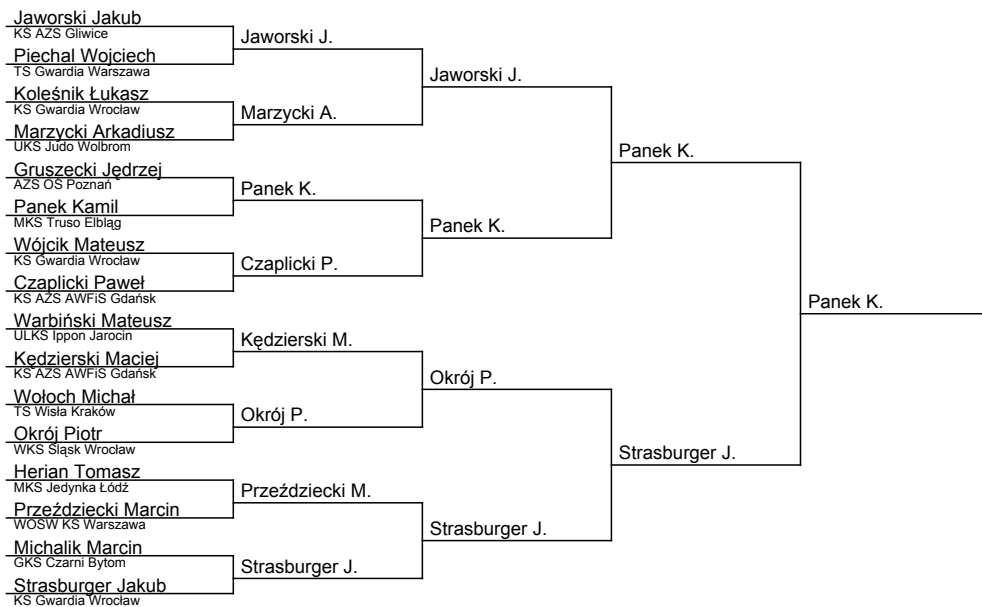 Jaworski Jakub
KS AZS Gliwice
Piechal Wojciech
TS Gwardia Warszawa
Koleśnik Łukasz
KS Gwardia Wrocław
Marzycki Arkadiusz
UKS Judo Wolbrom
Gruszecki Jędrzej
AZS OŚ Poznań
Panek Kamil
MKS Truso Elbląg
Wójcik Mateusz
KS Gwardia Wrocław
Czaplicki Paweł
KS AZS AWFiS Gdańsk
Warbiński Mateusz
ULKS Ippon Jarocin
Kędzierski Maciej
KS AZS AWFiS Gdańsk
Wołoch Michał
TS Wisła Kraków
Okrój Piotr
WKS Śląsk Wrocław
Herian Tomasz
MKS Jedynka Łódź
Przeździecki Marcin
WOSW KS Warszawa
Michalik Marcin
GKS Czarni Bytom
Strasburger Jakub
KS Gwardia Wrocław
Jaworski J.
Marzycki A.
Panek K.
Czaplicki P.
Kędzierski M.
Okrój P.
Przeździecki M.
Strasburger J.
Jaworski J.
Panek K.
Okrój P.
Strasburger J.
Panek K.
Strasburger J.
Panek K.